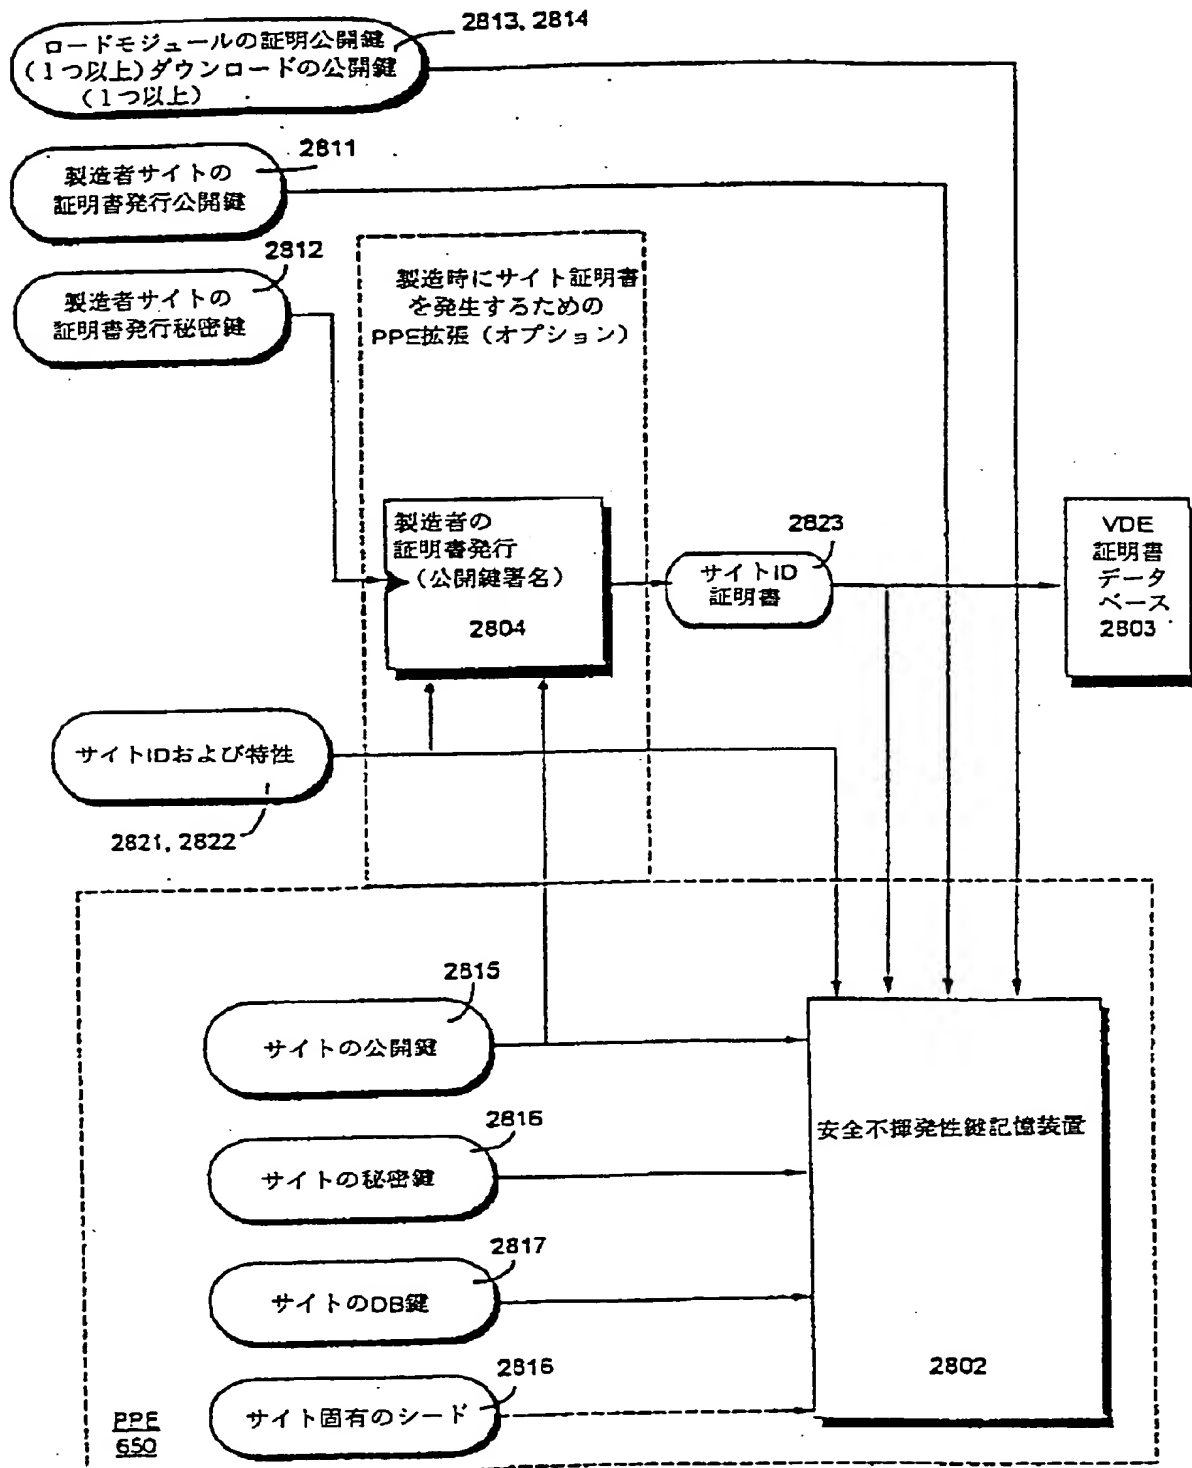 2813, 2814
ロードモジュールの証明公開鍵
(1つ以上)ダウンロードの公開鍵
(1つ以上)
2811
製造者サイトの
証明書発行公開鍵
2812
製造者サイトの
証明書発行秘密鍵
製造時にサイト証明書
を発生するための
PPE拡張(オプション)
製造者の
証明書発行
(公開鍵署名)
2804
2823
サイトID
証明書
VDE
証明書
データ
ベース
2803
サイトIDおよび特性
2821, 2822
2815
サイトの公開鍵
2816
サイトの秘密鍵
2817
サイトのDB鍵
2816
サイト固有のシード
安全不揮発性鍵記憶装置
2802
PPE
650